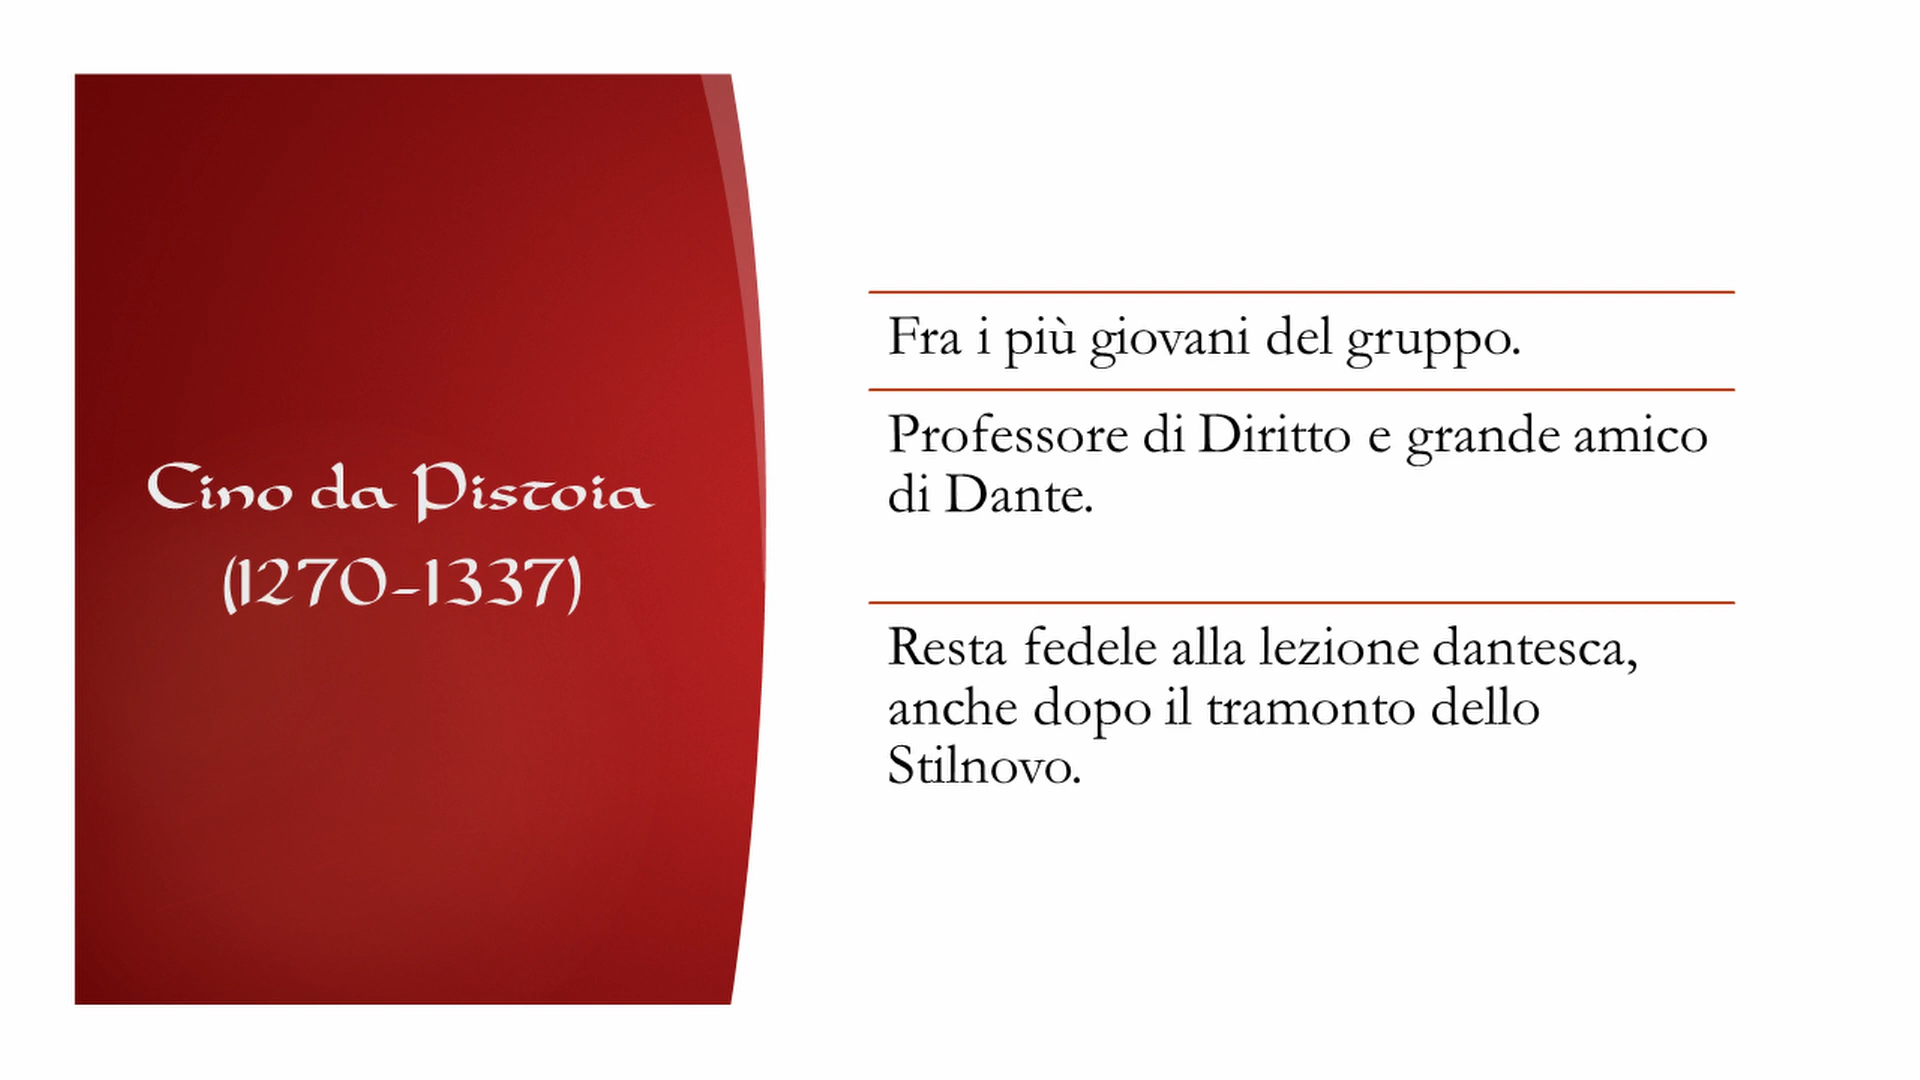 Cino da Pistoia
(1270-1337)
Fra i più giovani del gruppo.
Professore di Diritto e grande amico
di Dante.
Resta fedele alla lezione dantesca,
anche dopo il tramonto dello
Stilnovo.